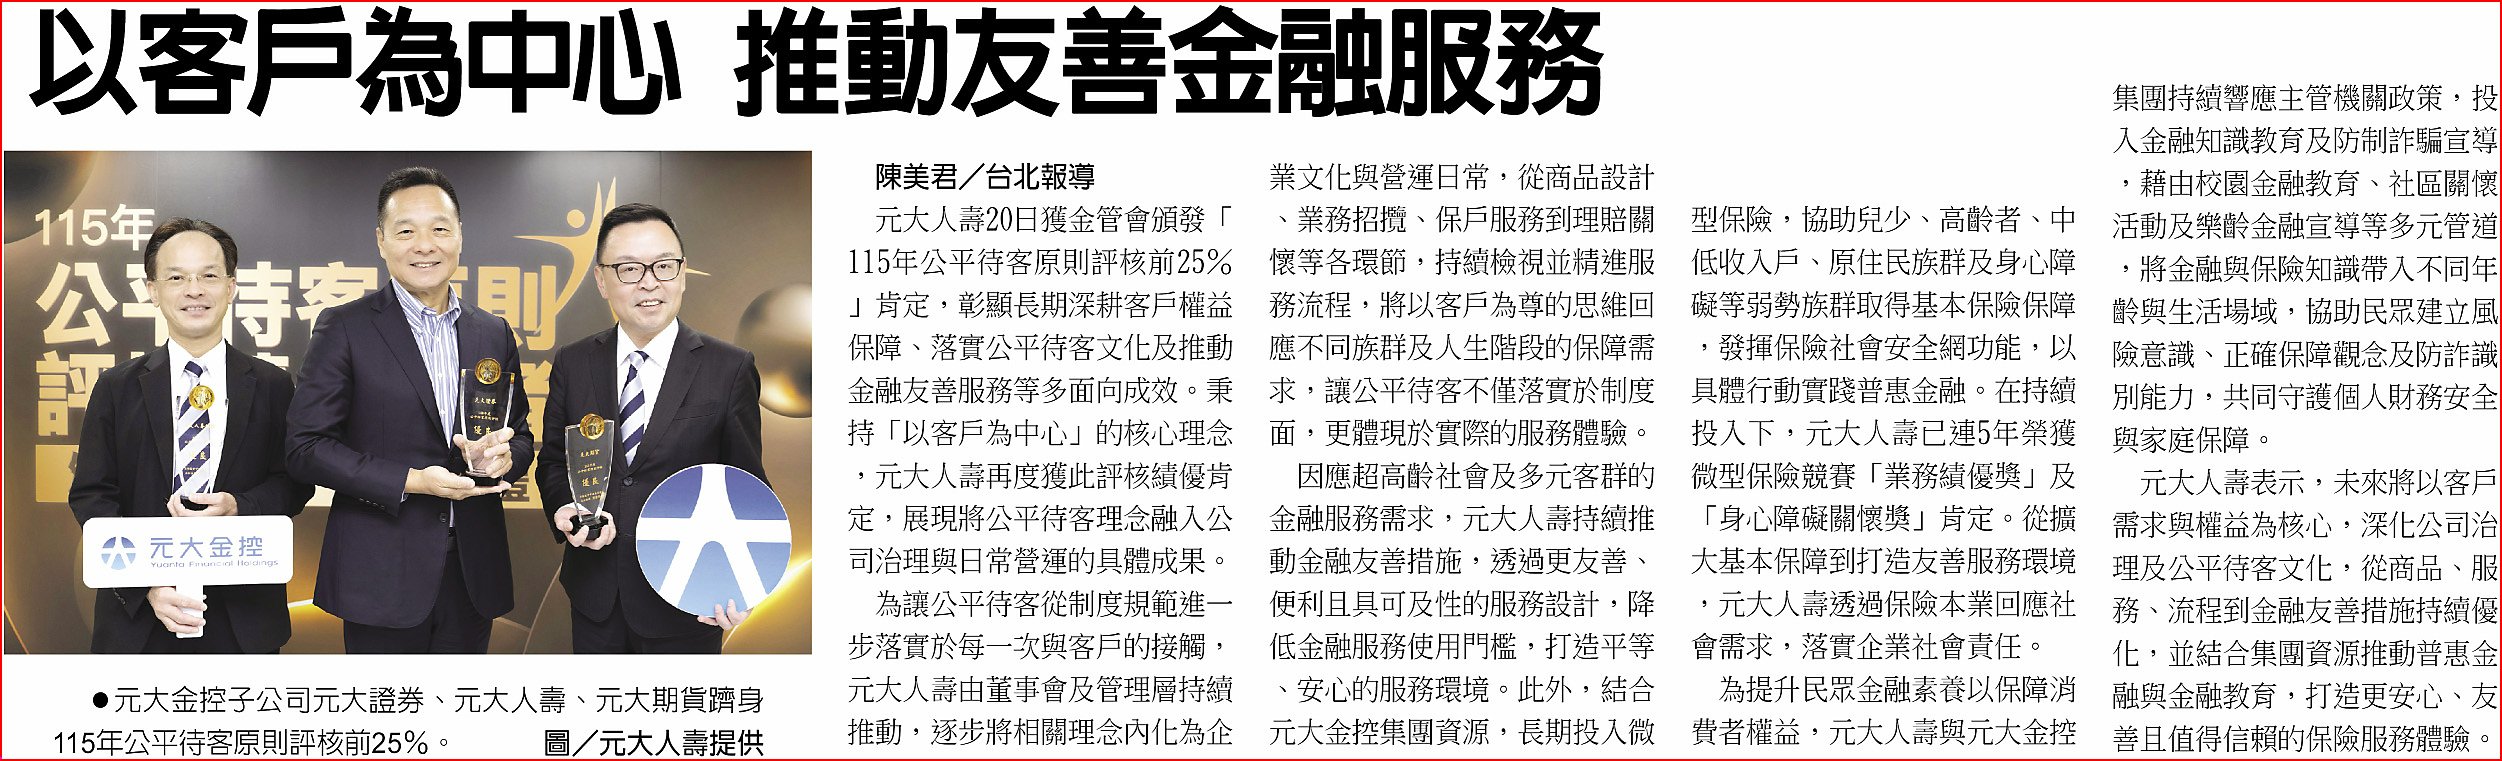 以客戶為中心 推動友善金融服務
115年
公平待客原則
元大證券
優良
元大期貨
優良
元大金控
Yuanta Financial Holdings
●元大金控子公司元大證券、元大人壽、元大期貨躋身
115年公平待客原則評核前25%。 圖／元大人壽提供
陳美君／台北報導
元大人壽20日獲金管會頒發「
115年公平待客原則評核前25%
」肯定，彰顯長期深耕客戶權益
保障、落實公平待客文化及推動
金融友善服務等多面向成效。秉
持「以客戶為中心」的核心理念
，元大人壽再度獲此評核績優肯
定，展現將公平待客理念融入公
司治理與日常營運的具體成果。
為讓公平待客從制度規範進一
步落實於每一次與客戶的接觸，
元大人壽由董事會及管理層持續
推動，逐步將相關理念內化為企
業文化與營運日常，從商品設計
、業務招攬、保戶服務到理賠關
懷等各環節，持續檢視並精進服
務流程，將以客戶為尊的思維回
應不同族群及人生階段的保障需
求，讓公平待客不僅落實於制度
面，更體現於實際的服務體驗。
因應超高齡社會及多元客群的
金融服務需求，元大人壽持續推
動金融友善措施，透過更友善、
便利且具可及性的服務設計，降
低金融服務使用門檻，打造平等
、安心的服務環境。此外，結合
元大金控集團資源，長期投入微
型保險，協助兒少、高齡者、中
低收入戶、原住民族群及身心障
礙等弱勢族群取得基本保險保障
，發揮保險社會安全網功能，以
具體行動實踐普惠金融。在持續
投入下，元大人壽已連5年榮獲
微型保險競賽「業務績優獎」及
「身心障礙關懷獎」肯定。從擴
大基本保障到打造友善服務環境
，元大人壽透過保險本業回應社
會需求，落實企業社會責任。
為提升民眾金融素養以保障消
費者權益，元大人壽與元大金控
集團持續響應主管機關政策，投
入金融知識教育及防制詐騙宣導
，藉由校園金融教育、社區關懷
活動及樂齡金融宣導等多元管道
，將金融與保險知識帶入不同年
齡與生活場域，協助民眾建立風
險意識、正確保障觀念及防詐識
別能力，共同守護個人財務安全
與家庭保障。
元大人壽表示，未來將以客戶
需求與權益為核心，深化公司治
理及公平待客文化，從商品、服
務、流程到金融友善措施持續優
化，並結合集團資源推動普惠金
融與金融教育，打造更安心、友
善且值得信賴的保險服務體驗。